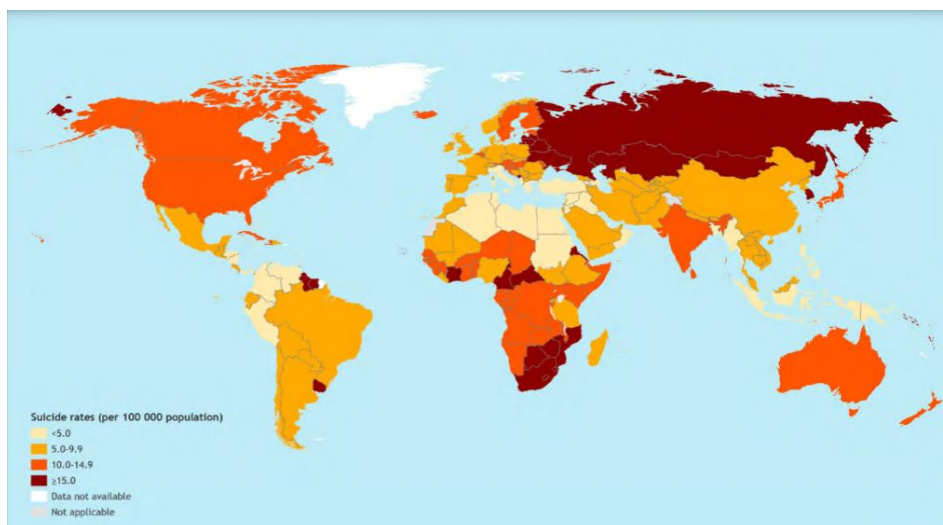 Suicide rates (per 100 000 population)
<5.0
5.0-9.9
10.0-14.9
≥15.0
Data not available
Not applicable